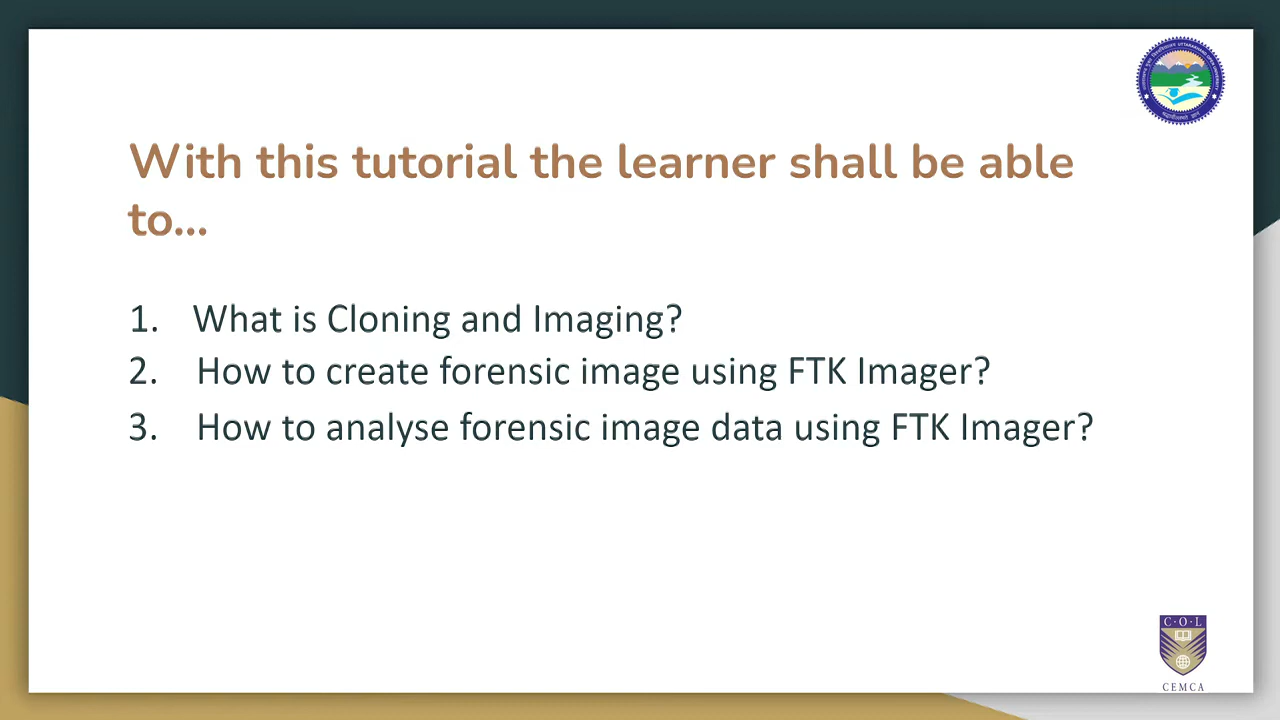 With this tutorial the learner shall be able
to...
1. What is Cloning and Imaging?
2. How to create forensic image using FTK Imager?
3. How to analyse forensic image data using FTK Imager?
C·O·L
CEMCA